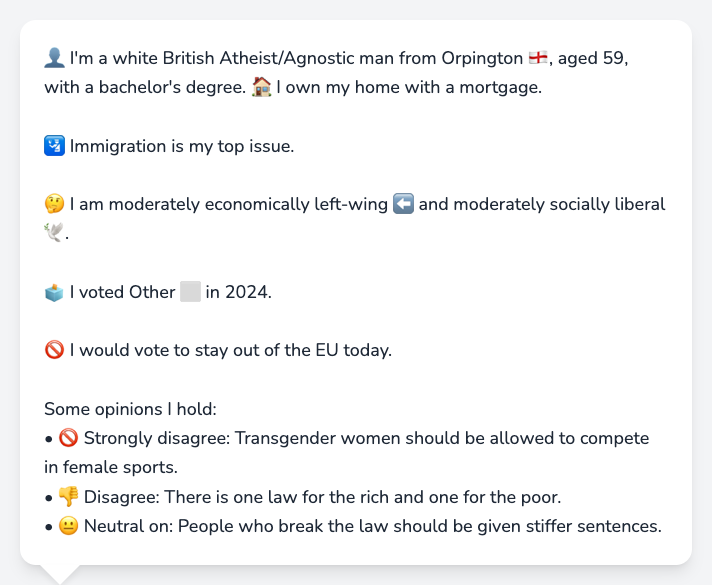 👤 I'm a white British Atheist/Agnostic man from Orpington 🏴󠁧󠁢󠁥󠁮󠁧󠁿, aged 59,
with a bachelor's degree. 🏠 I own my home with a mortgage.
🛂 Immigration is my top issue.
🤔 I am moderately economically left-wing ⬅️ and moderately socially liberal
🕊️.
🗳️ I voted Other ⬜ in 2024.
🚫 I would vote to stay out of the EU today.
Some opinions I hold:
• 🚫 Strongly disagree: Transgender women should be allowed to compete
in female sports.
• 👎 Disagree: There is one law for the rich and one for the poor.
• 😐 Neutral on: People who break the law should be given stiffer sentences.